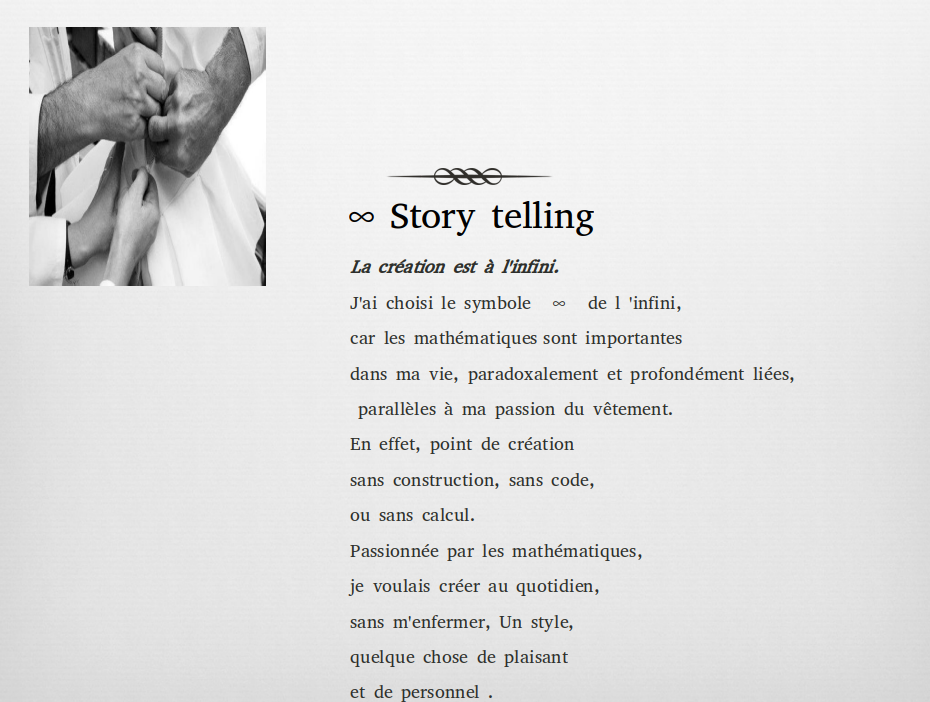 ∞ Story telling
La création est à l'infini.
J'ai choisi le symbole ∞ de l 'infini,
car les mathématiques sont importantes
dans ma vie, paradoxalement et profondément liées,
parallèles à ma passion du vêtement.
En effet, point de création
sans construction, sans code,
ou sans calcul.
Passionnée par les mathématiques,
je voulais créer au quotidien,
sans m'enfermer, Un style,
quelque chose de plaisant
et de personnel .